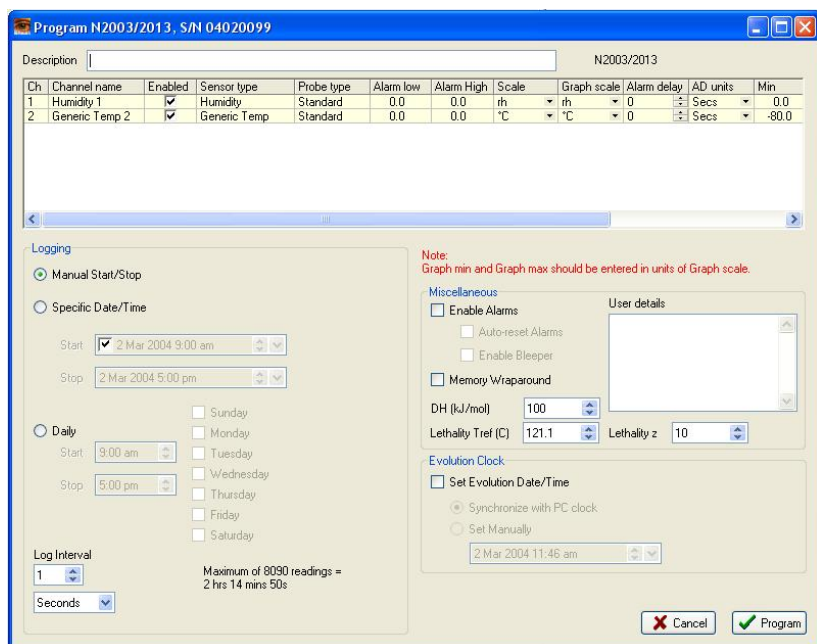 Program N2003/2013, S/N 04020099
Description N2003/2013
Ch Channel name Enabled Sensor type Probe type Alarm low Alarm High Scale Graph scale Alarm delay AD units Min
1 Humidity 1 Humidity Standard 0.0 0.0 rh rh 0 Secs 0.0
2 Generic Temp 2 Generic Temp Standard 0.0 0.0 °C °C 0 Secs -80.0
Logging
Manual Start/Stop
Specific Date/Time
Start 2 Mar 2004 9:00 am
Stop 2 Mar 2004 5:00 pm
Daily
Start 9:00 am
Stop 5:00 pm
Sunday
Monday
Tuesday
Wednesday
Thursday
Friday
Saturday
Log Interval
1
Seconds
Maximum of 8090 readings =
2 hrs 14 mins 50s
Note:
Graph min and Graph max should be entered in units of Graph scale.
Miscellaneous
Enable Alarms
Auto-reset Alarms
Enable Bleeper
Memory Wraparound
User details
DH (kJ/mol) 100
Lethality Tref (C) 121.1 Lethality z 10
Evolution Clock
Set Evolution Date/Time
Synchronize with PC clock
Set Manually
2 Mar 2004 11:46 am
Cancel Program